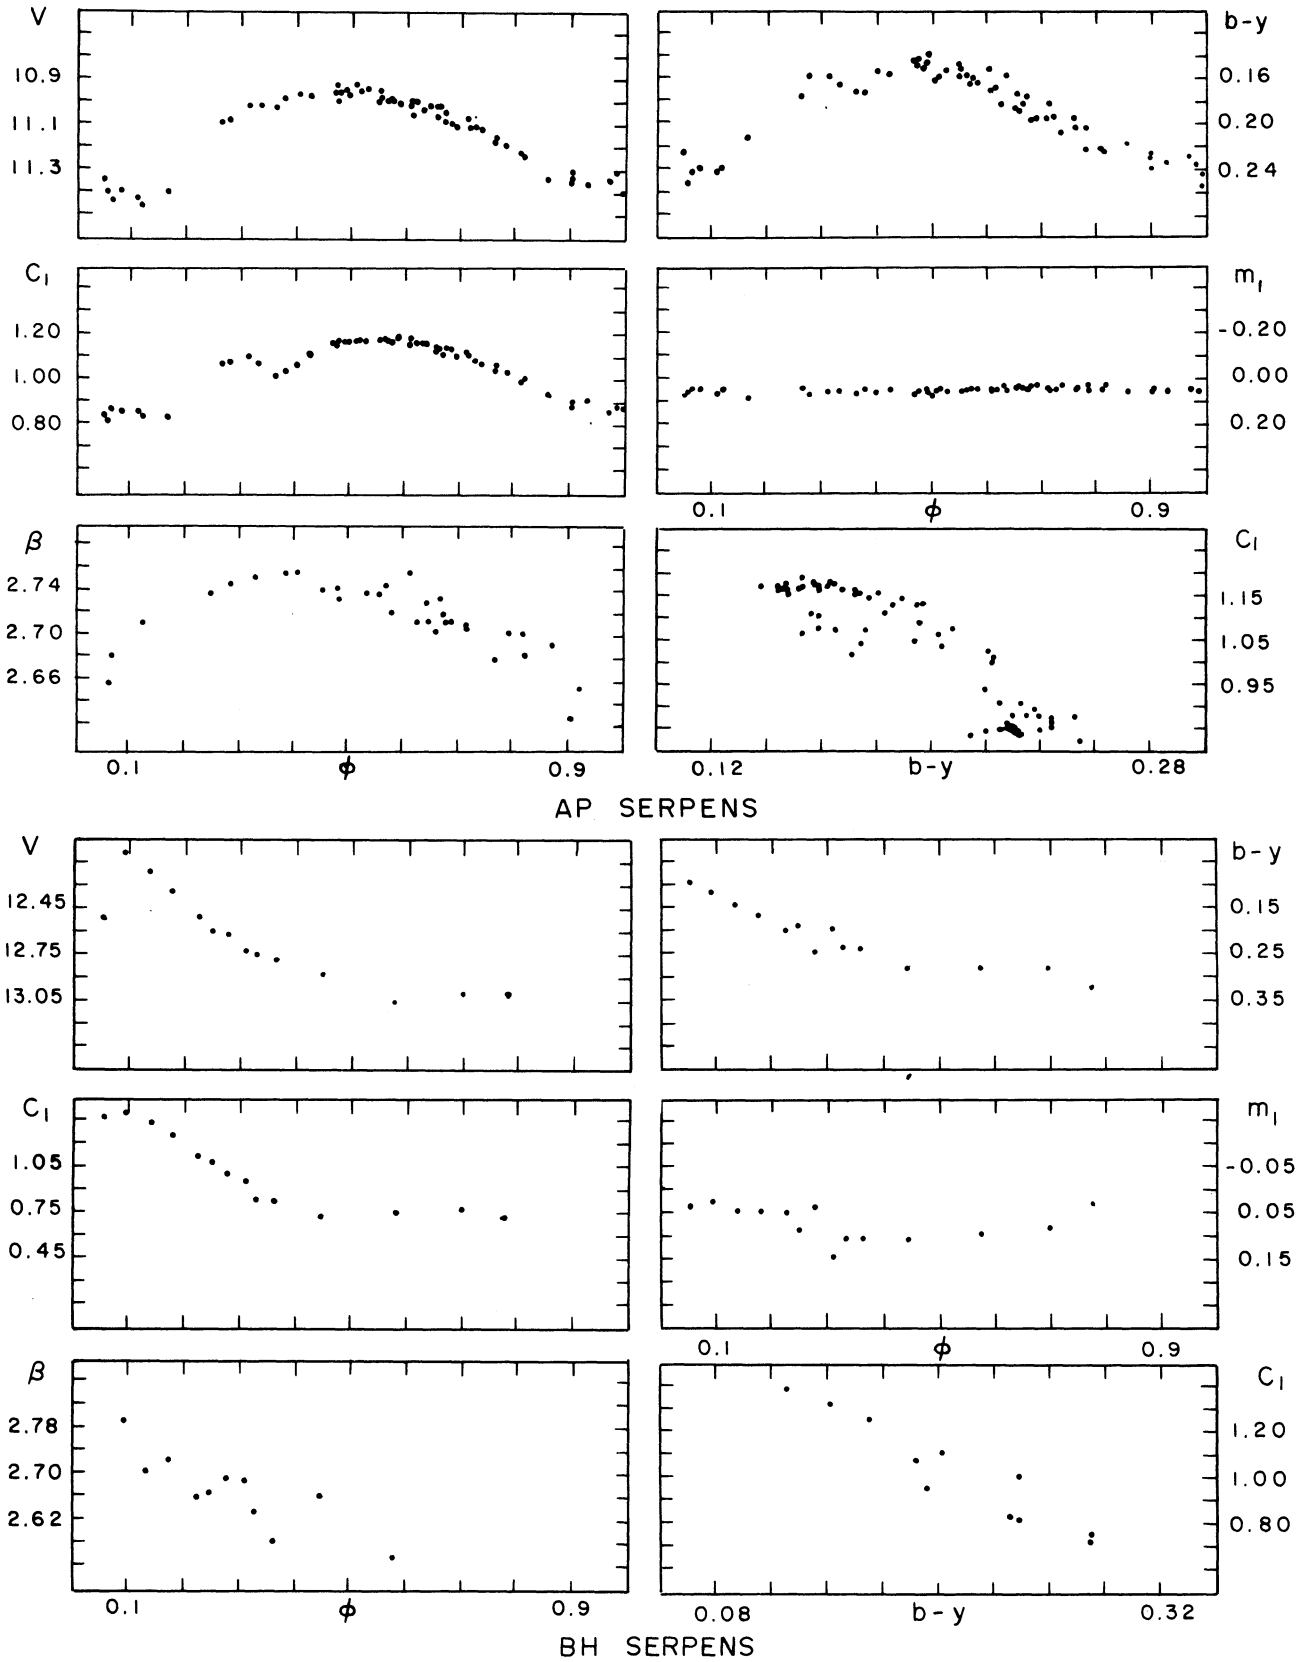 V b-y
10.9 0.16
11.1 0.20
11.3 0.24
C1 m1
1.20 -0.20
1.00 0.00
0.80 0.20
0.1 ϕ 0.9
β C1
2.74 1.15
2.70 1.05
2.66 0.95
0.1 ϕ 0.9 0.12 b-y 0.28
AP SERPENS
V b-y
12.45 0.15
12.75 0.25
13.05 0.35
C1 m1
1.05 -0.05
0.75 0.05
0.45 0.15
0.1 ϕ 0.9
β C1
2.78 1.20
2.70 1.00
2.62 0.80
0.1 ϕ 0.9 0.08 b-y 0.32
BH SERPENS